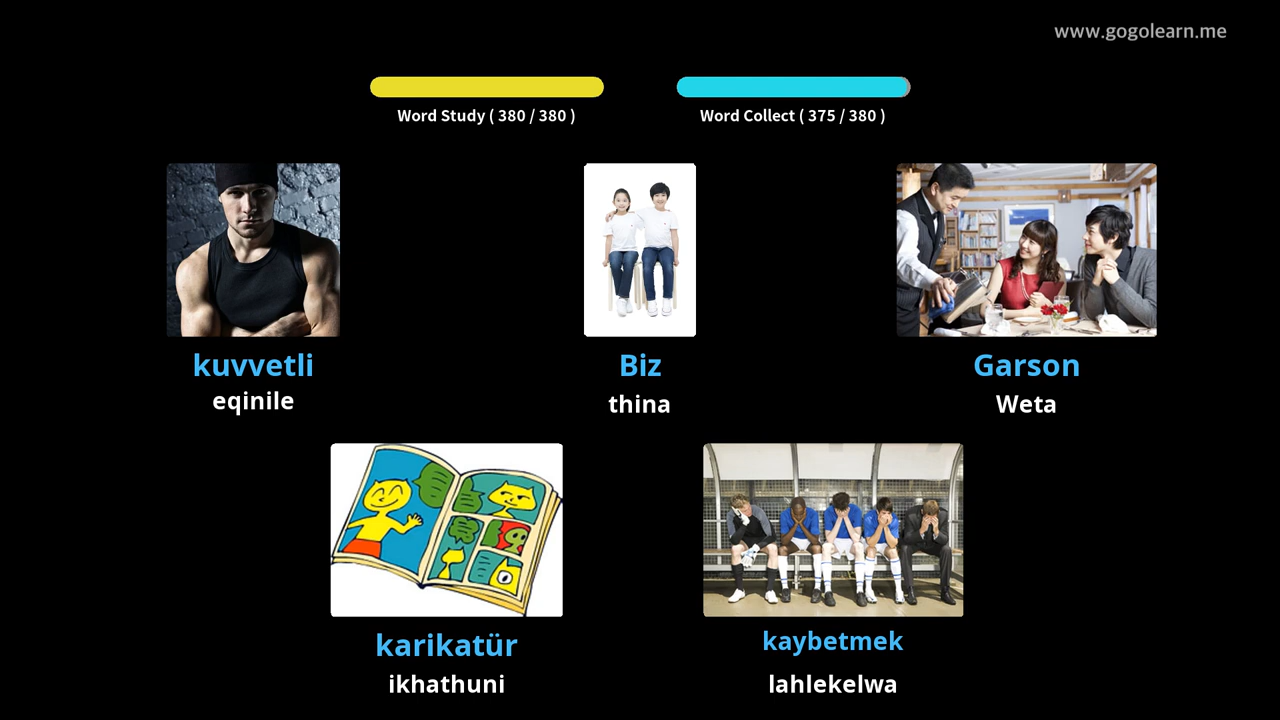 www.gogolearn.me
Word Study ( 380 / 380 )
Word Collect ( 375 / 380 )
kuvvetli
eqinile
Biz
thina
Garson
Weta
karikatür
ikhathuni
kaybetmek
lahlekelwa